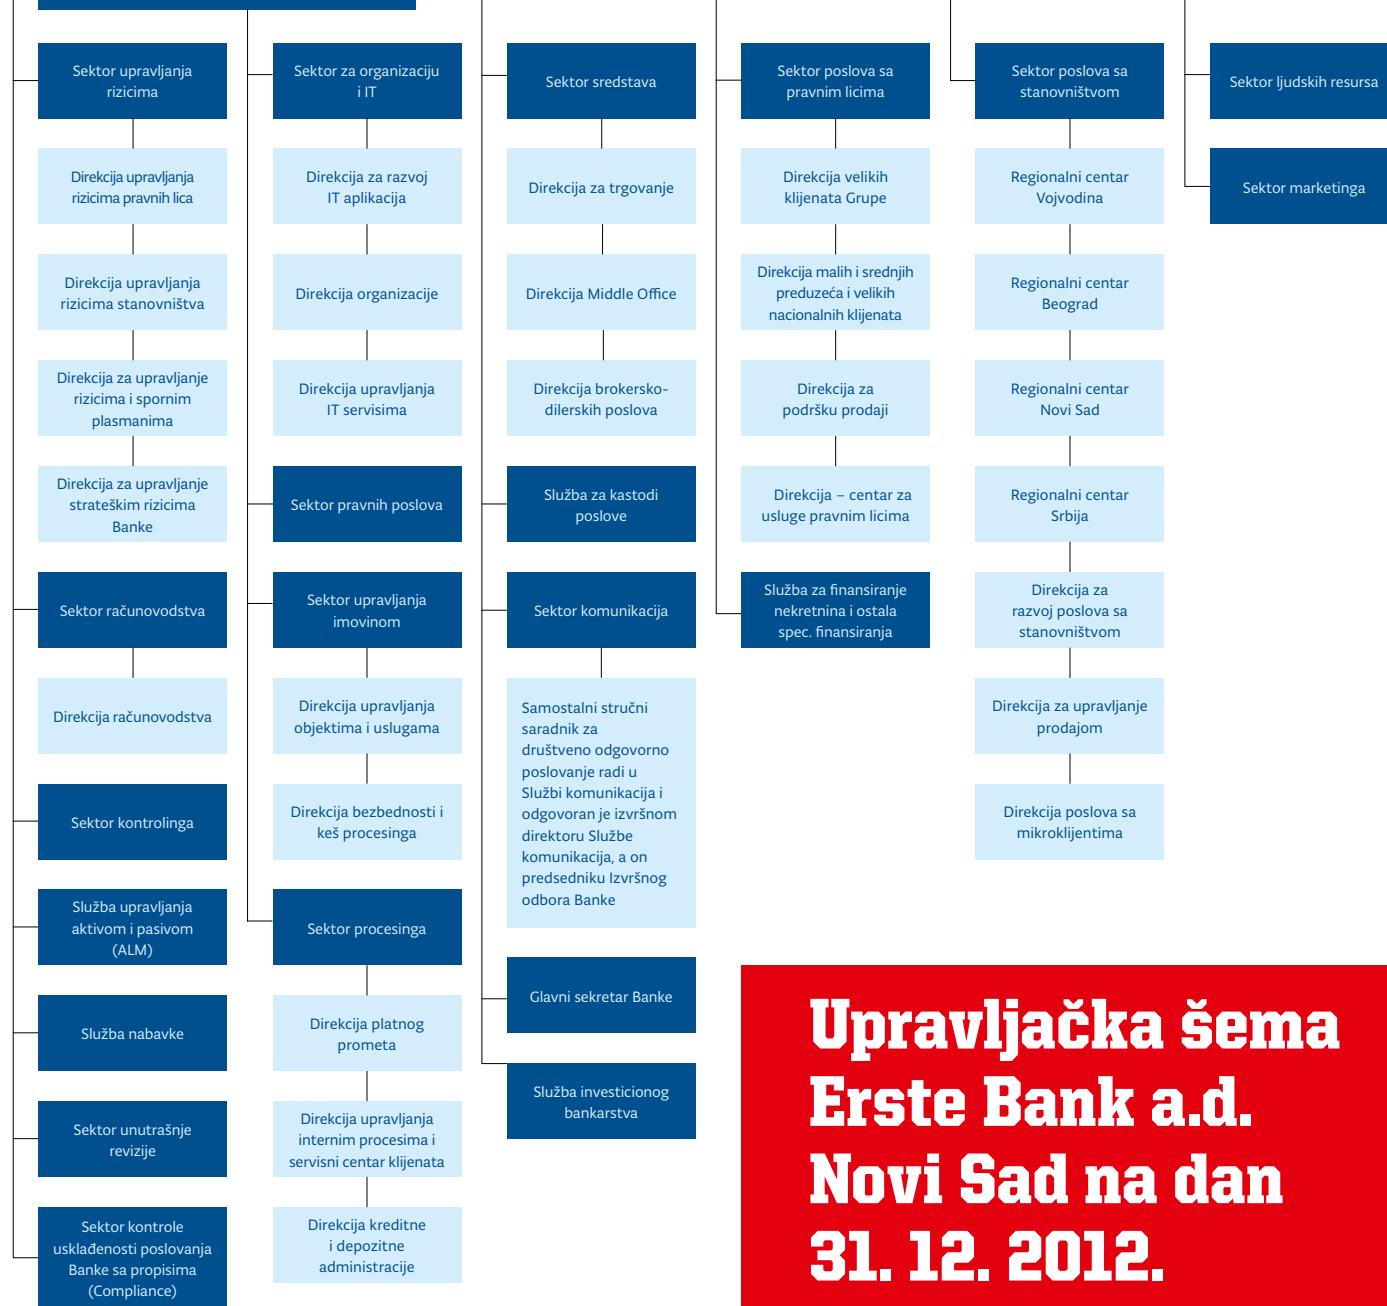 Sektor upravljanja
rizicima
Direkcija upravljanja
rizicima pravnih lica
Direkcija upravljanja
rizicima stanovništva
Direkcija za upravljanje
rizicima i spornim
plasmanima
Direkcija za upravljanje
strateškim rizicima
Banke
Sektor računovodstva
Direkcija računovodstva
Sektor kontrolinga
Služba upravljanja
aktivom i pasivom
(ALM)
Služba nabavke
Sektor unutrašnje
revizije
Sektor kontrole
usklađenosti poslovanja
Banke sa propisima
(Compliance)
Sektor za organizaciju
i IT
Direkcija za razvoj
IT aplikacija
Direkcija organizacije
Direkcija upravljanja
IT servisima
Sektor pravnih poslova
Sektor upravljanja
imovinom
Direkcija upravljanja
objektima i uslugama
Direkcija bezbednosti i
keš procesinga
Sektor procesinga
Direkcija platnog
prometa
Direkcija upravljanja
internim procesima i
servisni centar klijenata
Direkcija kreditne
i depozitne
administracije
Sektor sredstava
Direkcija za trgovanje
Direkcija Middle Office
Direkcija brokersko-
dilerskih poslova
Služba za kastodi
poslove
Sektor komunikacija
Samostalni stručni
saradnik za
društveno odgovorno
poslovanje radi u
Službi komunikacija i
odgovoran je izvršnom
direktoru Službe
komunikacija, a on
predsedniku Izvršnog
odbora Banke
Glavni sekretar Banke
Služba investicionog
bankarstva
Sektor poslova sa
pravnim licima
Direkcija velikih
klijenata Grupe
Direkcija malih i srednjih
preduzeća i velikih
nacionalnih klijenata
Direkcija za
podršku prodaji
Direkcija – centar za
usluge pravnim licima
Služba za finansiranje
nekretnina i ostala
spec. finansiranja
Sektor poslova sa
stanovništvom
Regionalni centar
Vojvodina
Regionalni centar
Beograd
Regionalni centar
Novi Sad
Regionalni centar
Srbija
Direkcija za
razvoj poslova sa
stanovništvom
Direkcija za upravljanje
prodajom
Direkcija poslova sa
mikroklijentima
Sektor ljudskih resursa
Sektor marketinga
Upravljačka šema
Erste Bank a.d.
Novi Sad na dan
31. 12. 2012.